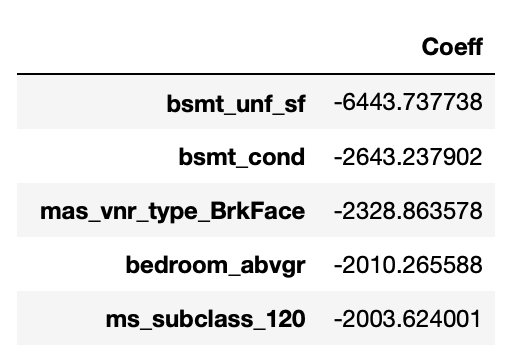 Coeff
bsmt_unf_sf -6443.737738
bsmt_cond -2643.237902
mas_vnr_type_BrkFace -2328.863578
bedroom_abvgr -2010.265588
ms_subclass_120 -2003.624001